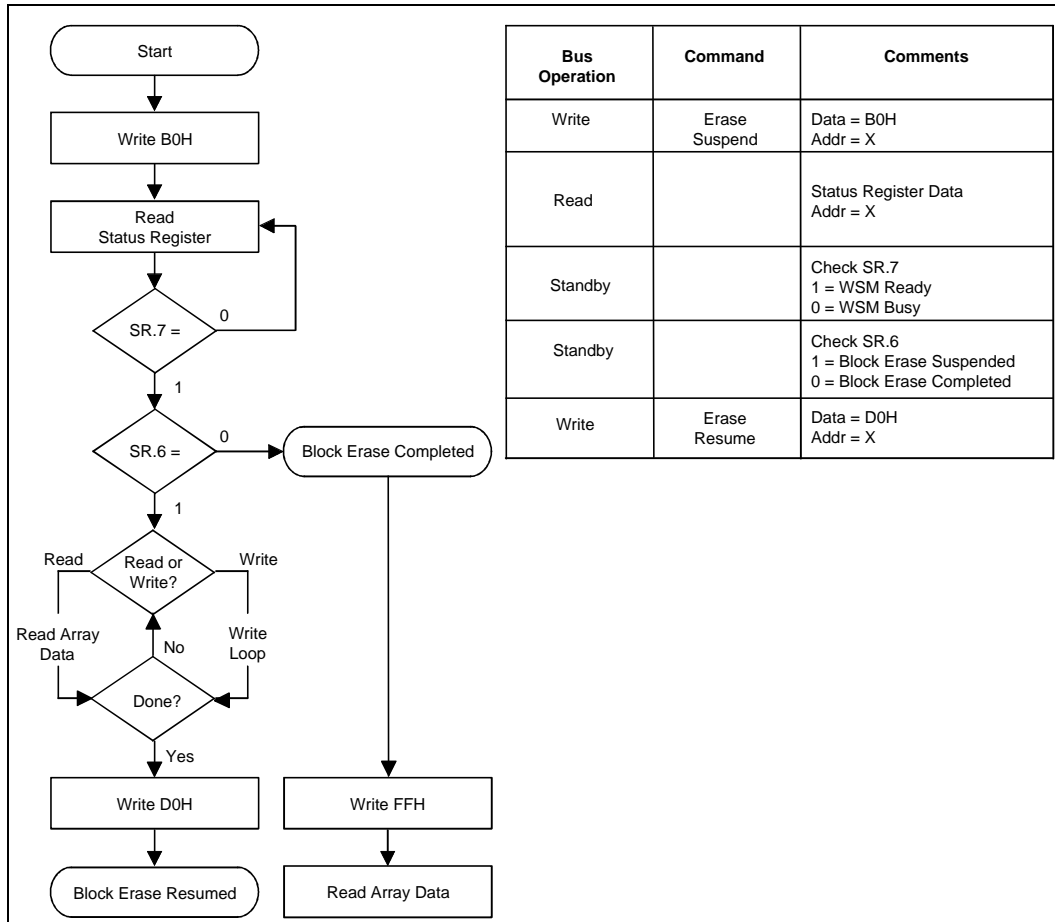 Start
Write B0H
Read
Status Register
SR.7 =
0
1
SR.6 =
0
Block Erase Completed
1
Read
Read or
Write?
Write
Read Array
Data
No
Write
Loop
Done?
Yes
Write D0H
Write FFH
Block Erase Resumed
Read Array Data
Bus
Operation
Command
Comments
Write
Erase
Suspend
Data = B0H
Addr = X
Read
Status Register Data
Addr = X
Standby
Check SR.7
1 = WSM Ready
0 = WSM Busy
Standby
Check SR.6
1 = Block Erase Suspended
0 = Block Erase Completed
Write
Erase
Resume
Data = D0H
Addr = X